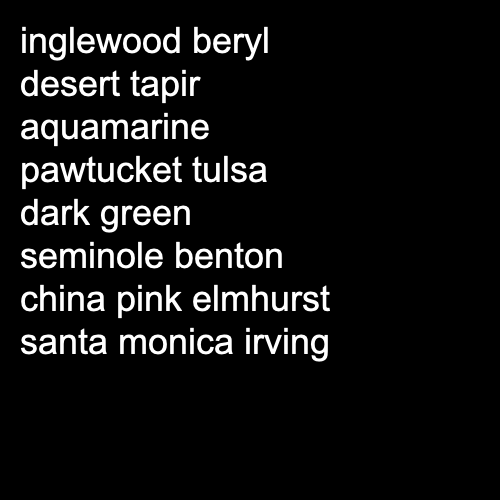 inglewood beryl
desert tapir
aquamarine
pawtucket tulsa
dark green
seminole benton
china pink elmhurst
santa monica irving